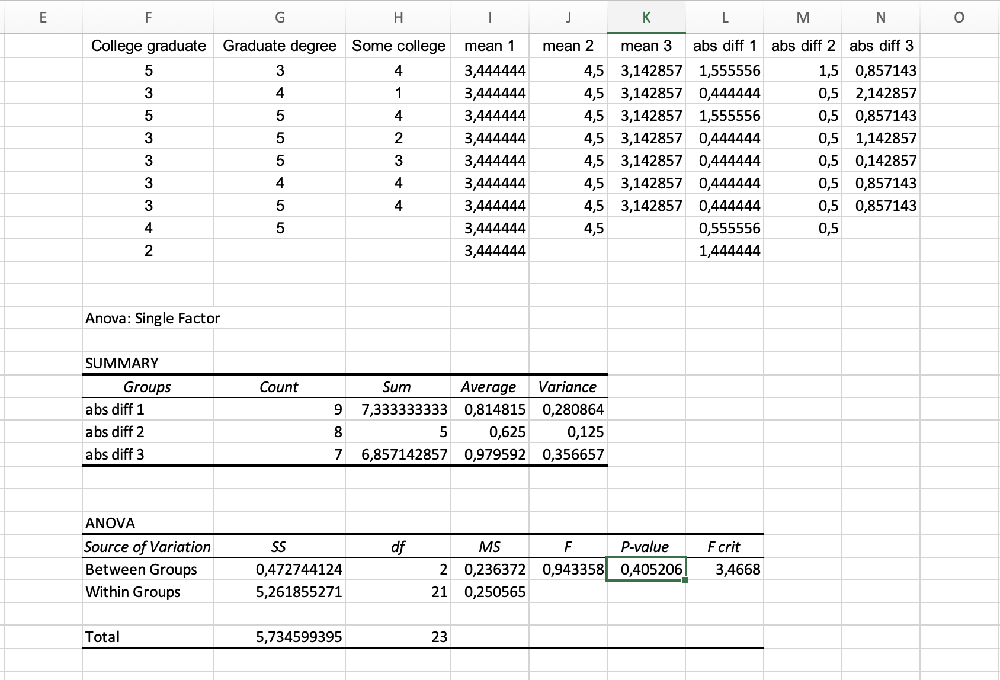 E F G H I J K L M N O
College graduate Graduate degree Some college mean 1 mean 2 mean 3 abs diff 1 abs diff 2 abs diff 3
5 3 4 3,444444 4,5 3,142857 1,555556 1,5 0,857143
3 4 1 3,444444 4,5 3,142857 0,444444 0,5 2,142857
5 5 4 3,444444 4,5 3,142857 1,555556 0,5 0,857143
3 5 2 3,444444 4,5 3,142857 0,444444 0,5 1,142857
3 5 3 3,444444 4,5 3,142857 0,444444 0,5 0,142857
3 4 4 3,444444 4,5 3,142857 0,444444 0,5 0,857143
3 5 4 3,444444 4,5 3,142857 0,444444 0,5 0,857143
4 5 3,444444 4,5 0,555556 0,5
2 3,444444 1,444444
Anova: Single Factor
SUMMARY
Groups Count Sum Average Variance
abs diff 1 9 7,333333333 0,814815 0,280864
abs diff 2 8 5 0,625 0,125
abs diff 3 7 6,857142857 0,979592 0,356657
ANOVA
Source of Variation SS df MS F P-value F crit
Between Groups 0,472744124 2 0,236372 0,943358 0,405206 3,4668
Within Groups 5,261855271 21 0,250565
Total 5,734599395 23